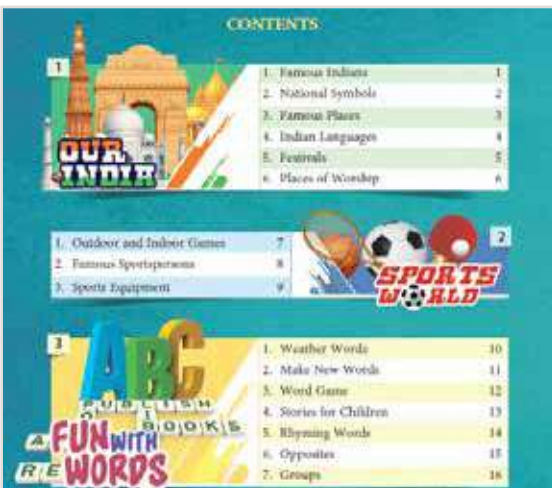 CONTENTS
1
OUR
INDIA
1. Famous Indians 1
2. National Symbols 2
3. Famous Places 3
4. Indian Languages 4
5. Festivals 5
6. Places of Worship 6
1. Outdoor and Indoor Games 7
2. Famous Sportspersons 8
3. Sports Equipment 9
2
SPORTS
WORLD
3
ABC
PUBLISH
BOOKS
FUN WITH
WORDS
1. Weather Words 10
2. Make New Words 11
3. Word Game 12
4. Stories for Children 13
5. Rhyming Words 14
6. Opposites 15
7. Groups 16